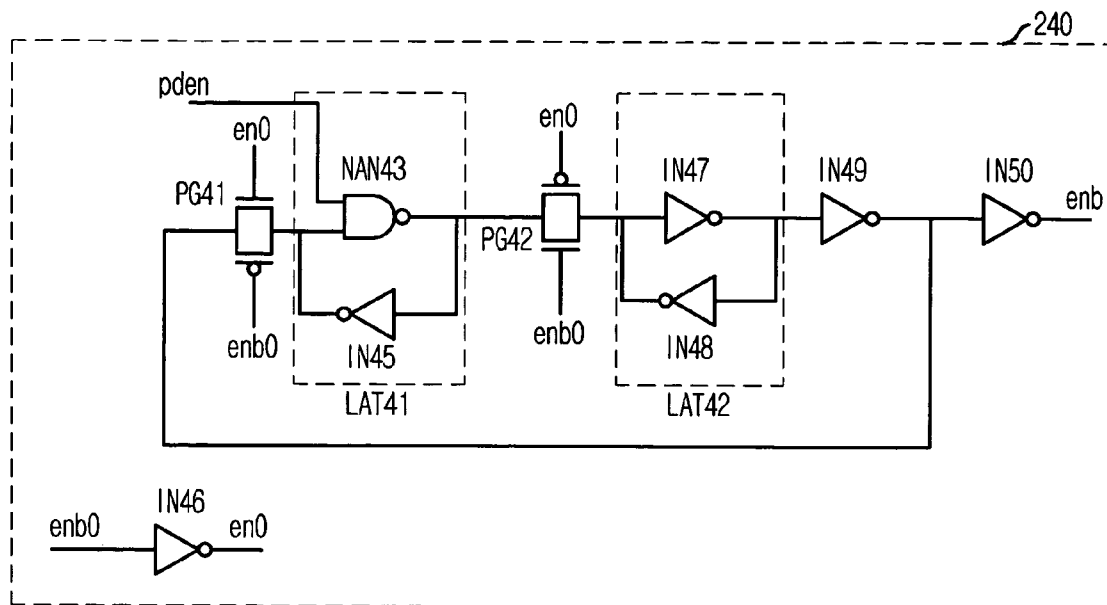 240
pden
en0
NAN43
en0
IN47
IN49
IN50
PG41
enb
PG42
enb0
IN45
enb0
IN48
LAT41
LAT42
IN46
enb0
en0